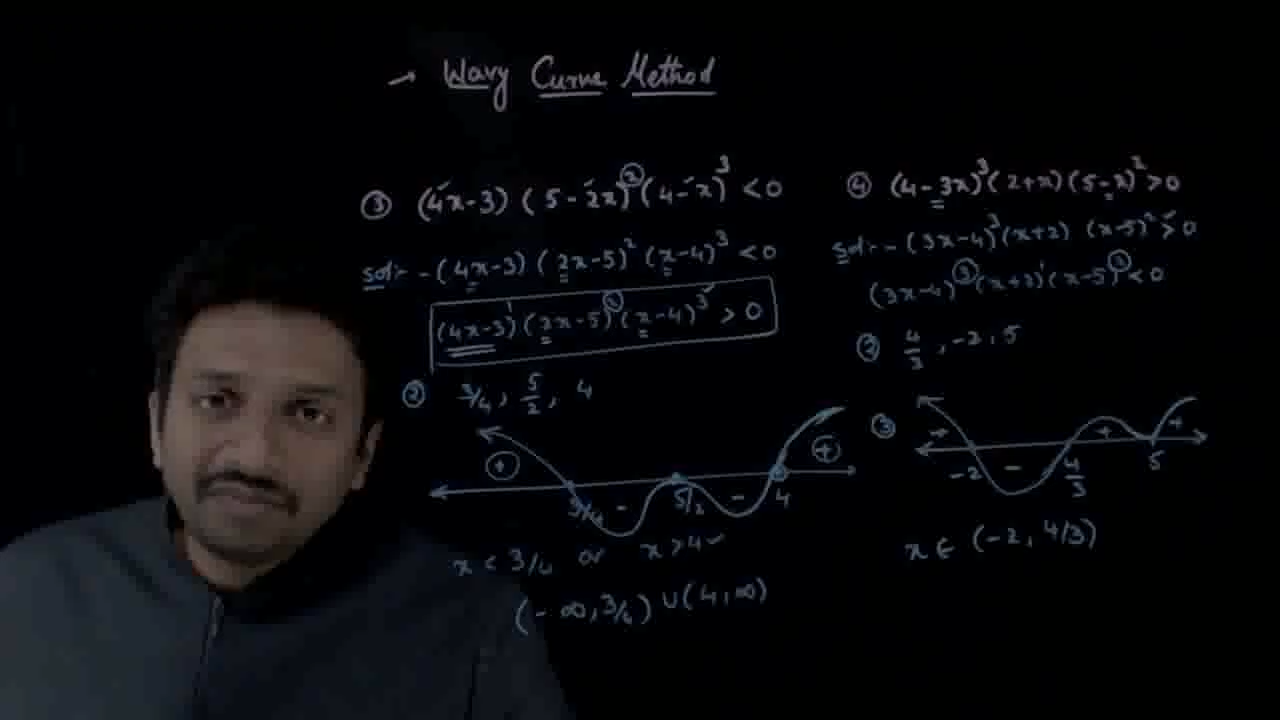 → Wavy Curve Method
③ (4x-3) (5-2x)² (4-x)³ < 0
Sol:- -(4x-3) (2x-5)² (x-4)³ < 0
(4x-3)¹ (2x-5)² (x-4)³ > 0
② 3/4, 5/2, 4
+ - - +
3/4 5/2 4
x < 3/4 or x > 4
(-∞, 3/4) ∪ (4, ∞)
④ (4-3x)³ (2+x) (5-x)² > 0
Sol:- -(3x-4)³ (x+2) (x-5)² > 0
(3x-4)³ (x+2)¹ (x-5)² < 0
② 4/3, -2, 5
③ + - + +
-2 4/3 5
x ∈ (-2, 4/3)